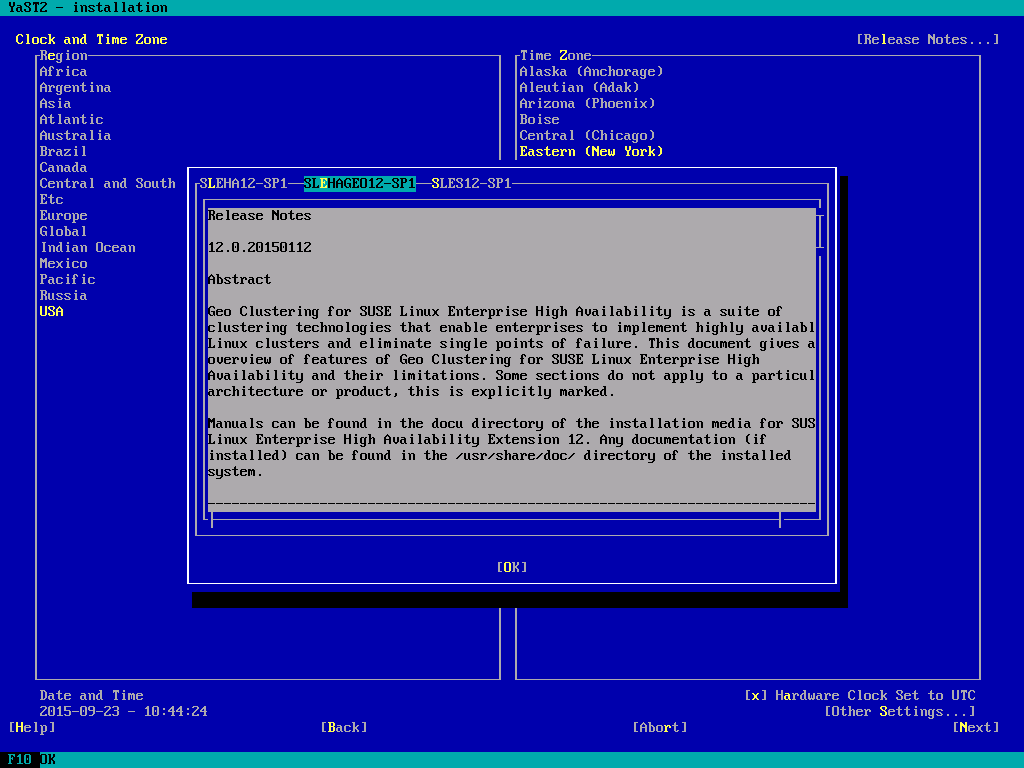 YaST2 - installation
Clock and Time Zone [Release Notes...]
Region Time Zone
Africa Alaska (Anchorage)
Argentina Aleutian (Adak)
Asia Arizona (Phoenix)
Atlantic Boise
Australia Central (Chicago)
Brazil Eastern (New York)
Canada
Central and South
Etc
Europe
Global
Indian Ocean
Mexico
Pacific
Russia
USA
SLEHA12-SP1 SLEHAGEO12-SP1 SLES12-SP1
Release Notes
12.0.20150112
Abstract
Geo Clustering for SUSE Linux Enterprise High Availability is a suite of
clustering technologies that enable enterprises to implement highly availabl
Linux clusters and eliminate single points of failure. This document gives a
overview of features of Geo Clustering for SUSE Linux Enterprise High
Availability and their limitations. Some sections do not apply to a particul
architecture or product, this is explicitly marked.
Manuals can be found in the docu directory of the installation media for SUS
Linux Enterprise High Availability Extension 12. Any documentation (if
installed) can be found in the /usr/share/doc/ directory of the installed
system.
[OK]
Date and Time [x] Hardware Clock Set to UTC
2015-09-23 - 10:44:24 [Other Settings...]
[Help] [Back] [Abort] [Next]
F10 OK